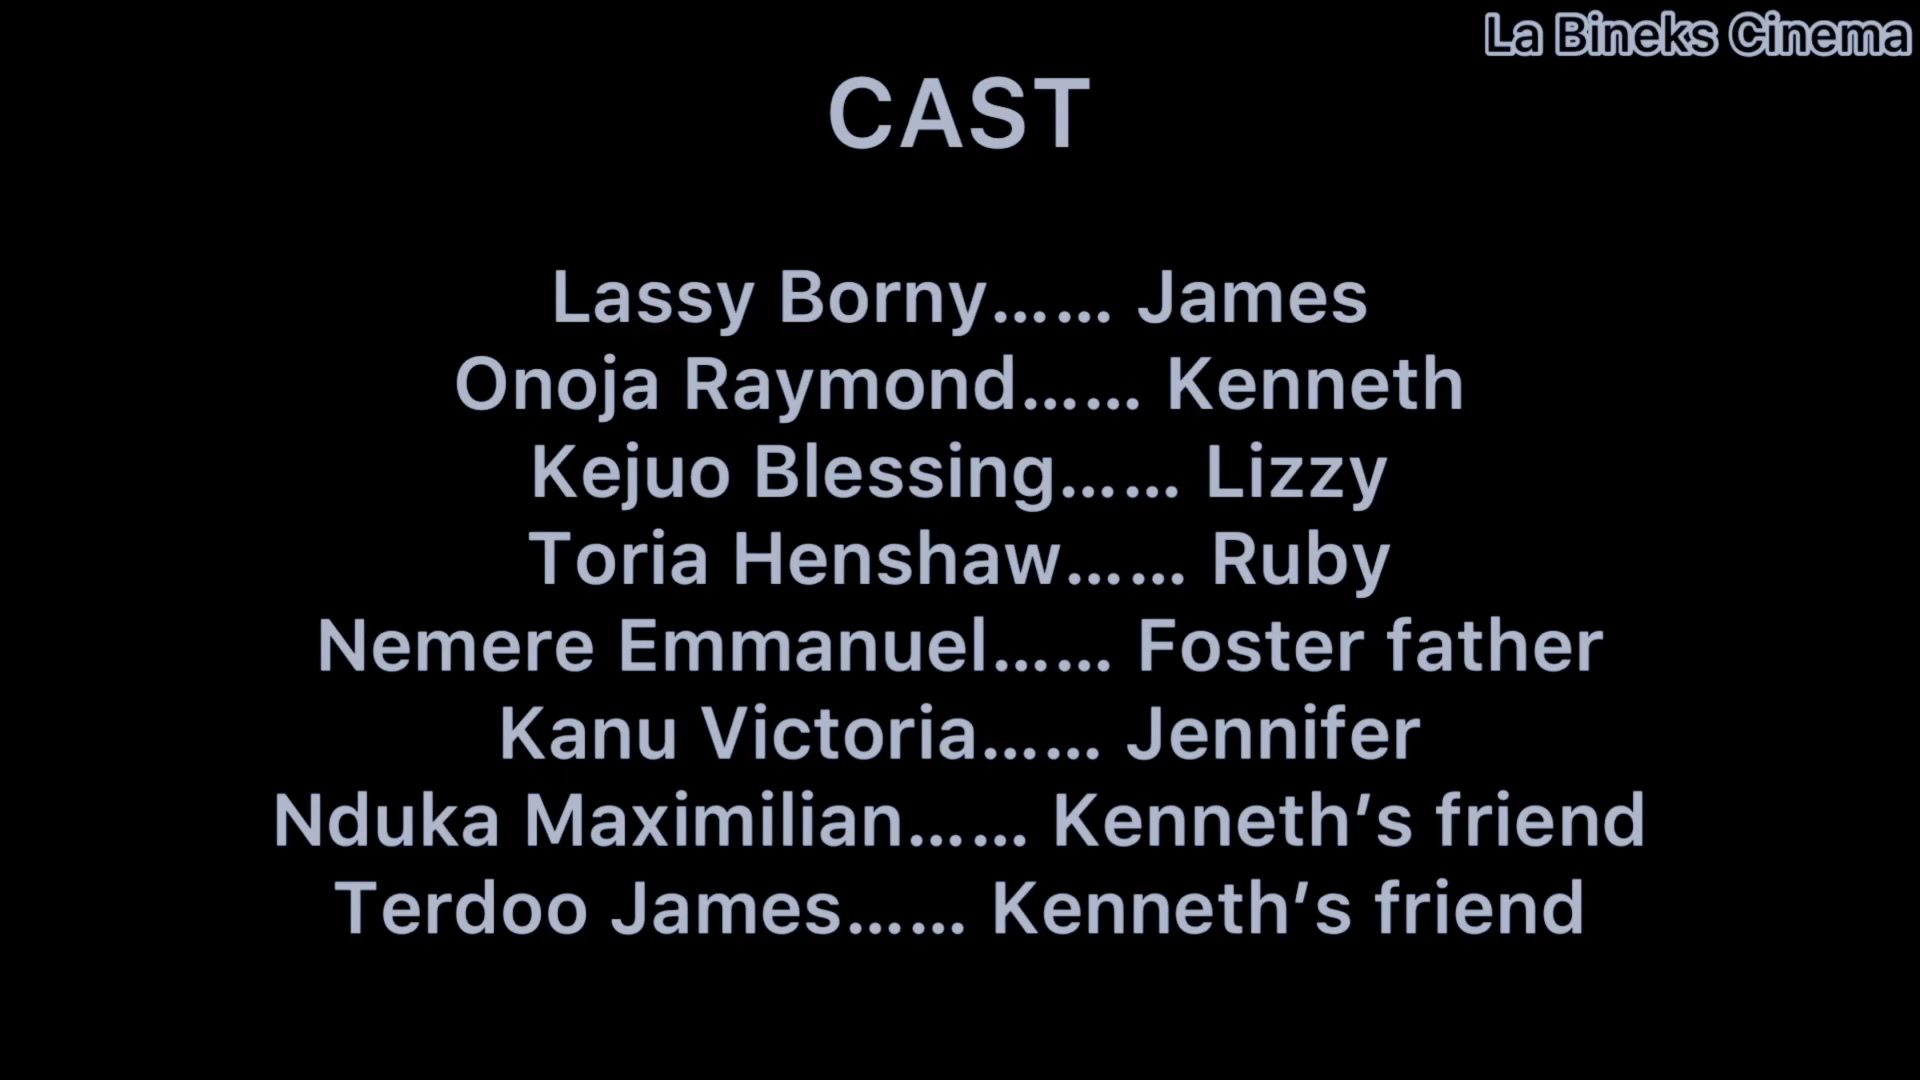 La Bineks Cinema
CAST
Lassy Borny…… James
Onoja Raymond…… Kenneth
Kejuo Blessing…… Lizzy
Toria Henshaw…… Ruby
Nemere Emmanuel…… Foster father
Kanu Victoria…… Jennifer
Nduka Maximilian…… Kenneth’s friend
Terdoo James…… Kenneth’s friend